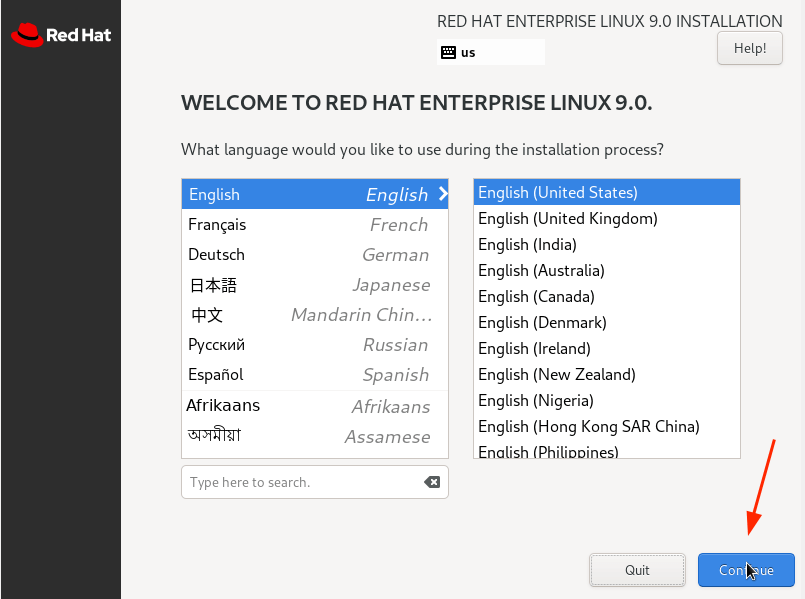 Red Hat
RED HAT ENTERPRISE LINUX 9.0 INSTALLATION
us
Help!
WELCOME TO RED HAT ENTERPRISE LINUX 9.0.
What language would you like to use during the installation process?
English English
Français French
Deutsch German
日本語 Japanese
中文 Mandarin Chin…
Русский Russian
Español Spanish
Afrikaans Afrikaans
অসমীয়া Assamese
English (United States)
English (United Kingdom)
English (India)
English (Australia)
English (Canada)
English (Denmark)
English (Ireland)
English (New Zealand)
English (Nigeria)
English (Hong Kong SAR China)
English (Philippines)
Type here to search.
Quit
Continue